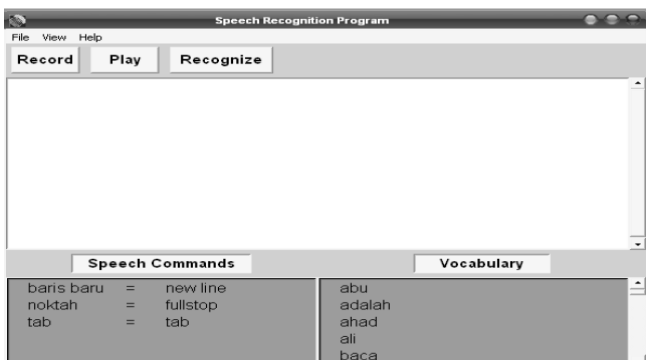 Speech Recognition Program
File View Help
Record Play Recognize
Speech Commands
baris baru = new line
noktah = fullstop
tab = tab
Vocabulary
abu
adalah
ahad
ali
baca